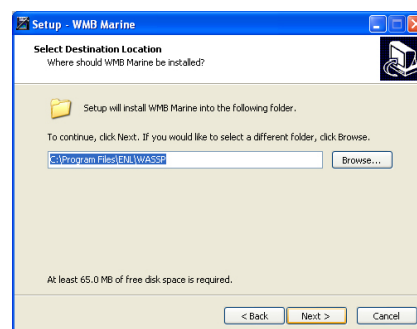 Setup - WMB Marine
Select Destination Location
Where should WMB Marine be installed?
Setup will install WMB Marine into the following folder.
To continue, click Next. If you would like to select a different folder, click Browse.
C:\Program Files\ENL\WASSP
Browse...
At least 65.0 MB of free disk space is required.
< Back
Next >
Cancel